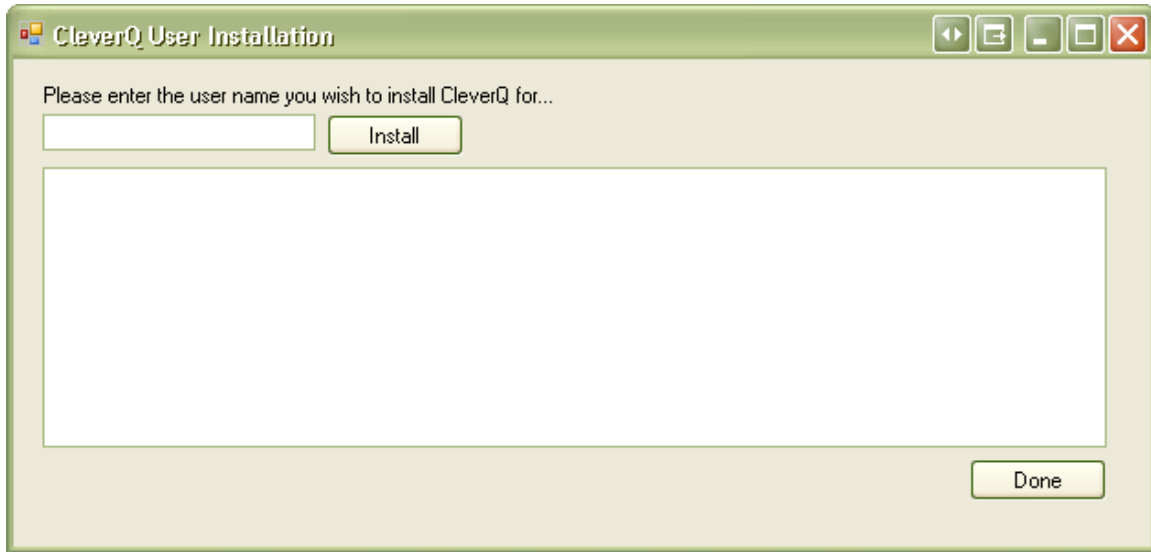 CleverQ User Installation
Please enter the user name you wish to install CleverQ for...
Install
Done